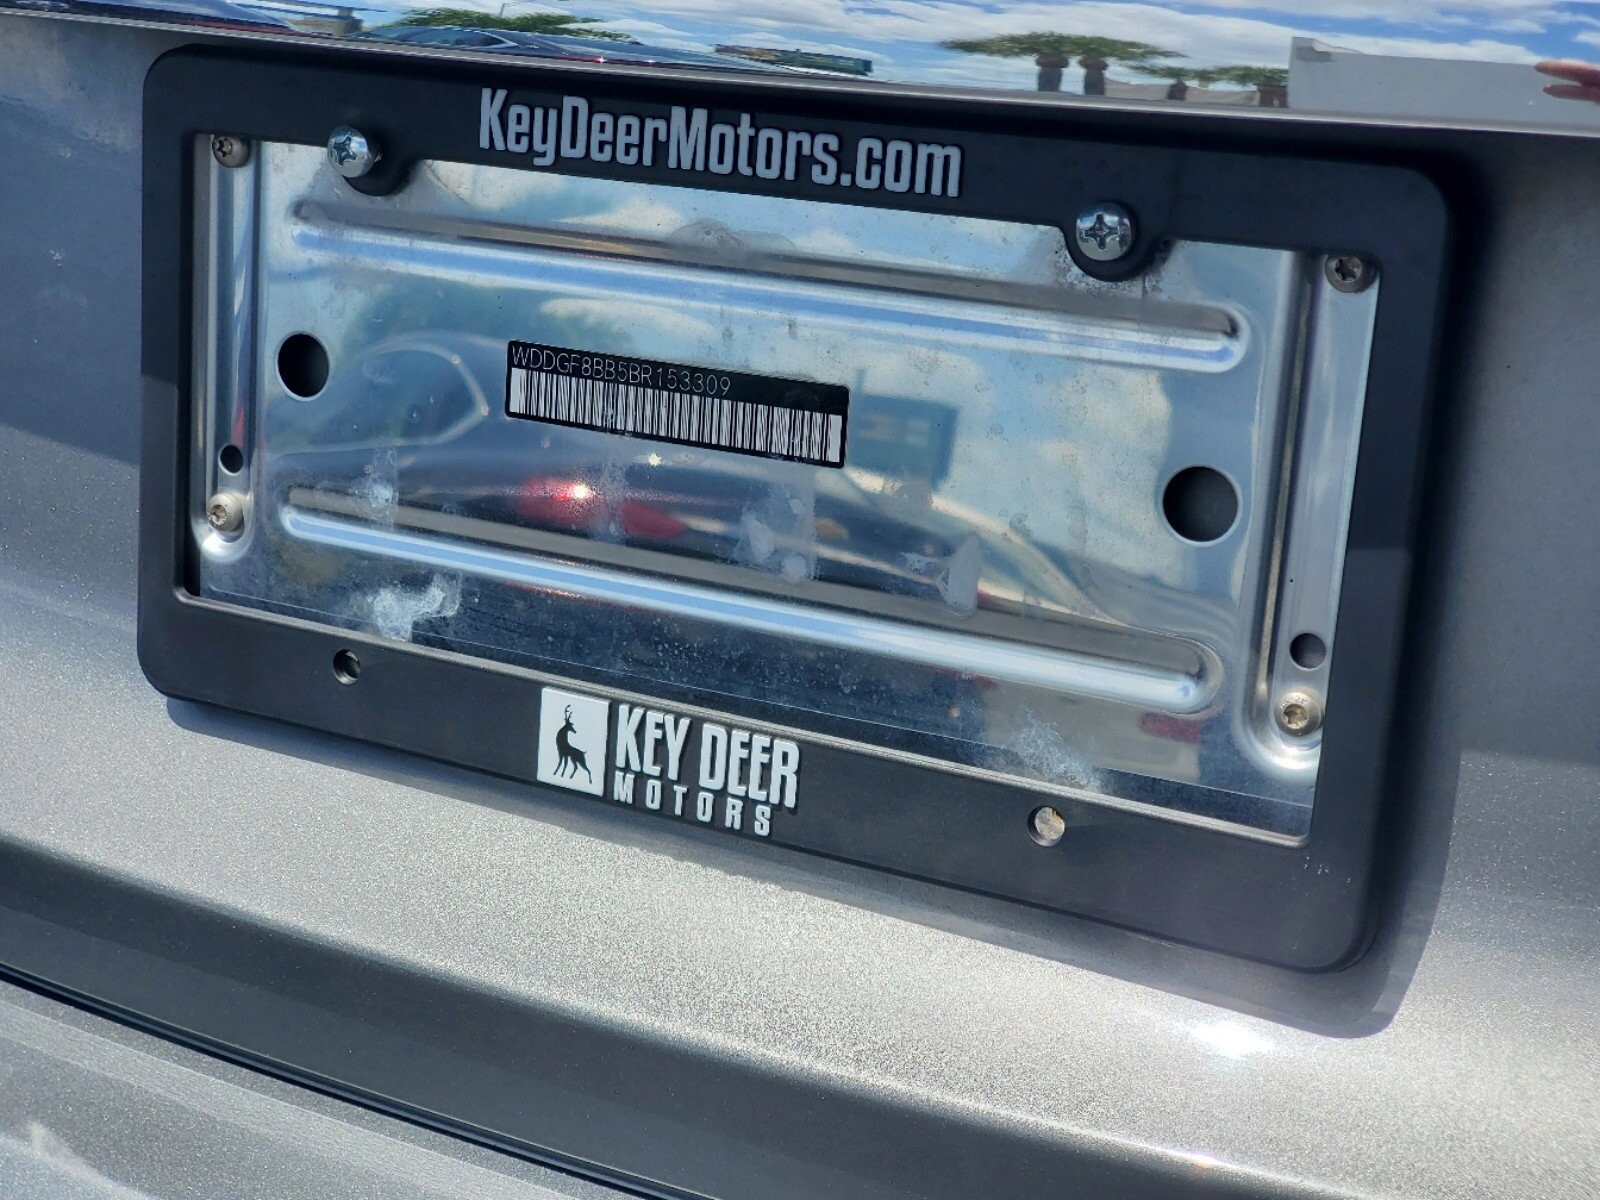 KeyDeerMotors.com
WDDGF8BB5BR153309
KEY DEER
MOTORS